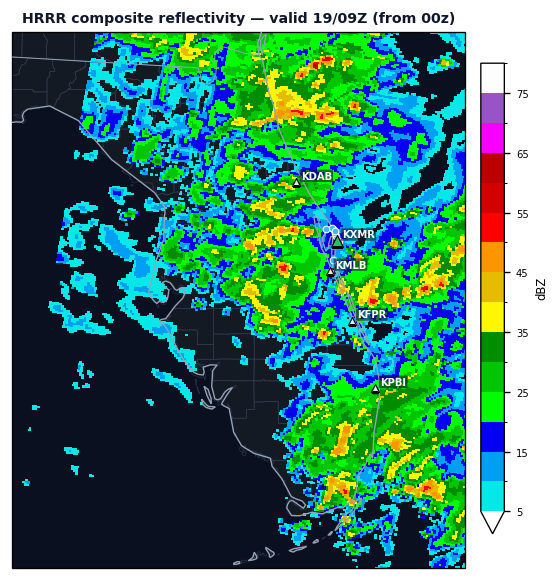 HRRR composite reflectivity — valid 19/09Z (from 00z)
KDAB
KXMR
KMLB
KFPR
KPBI
75
65
55
45
35
25
15
5
dBZ